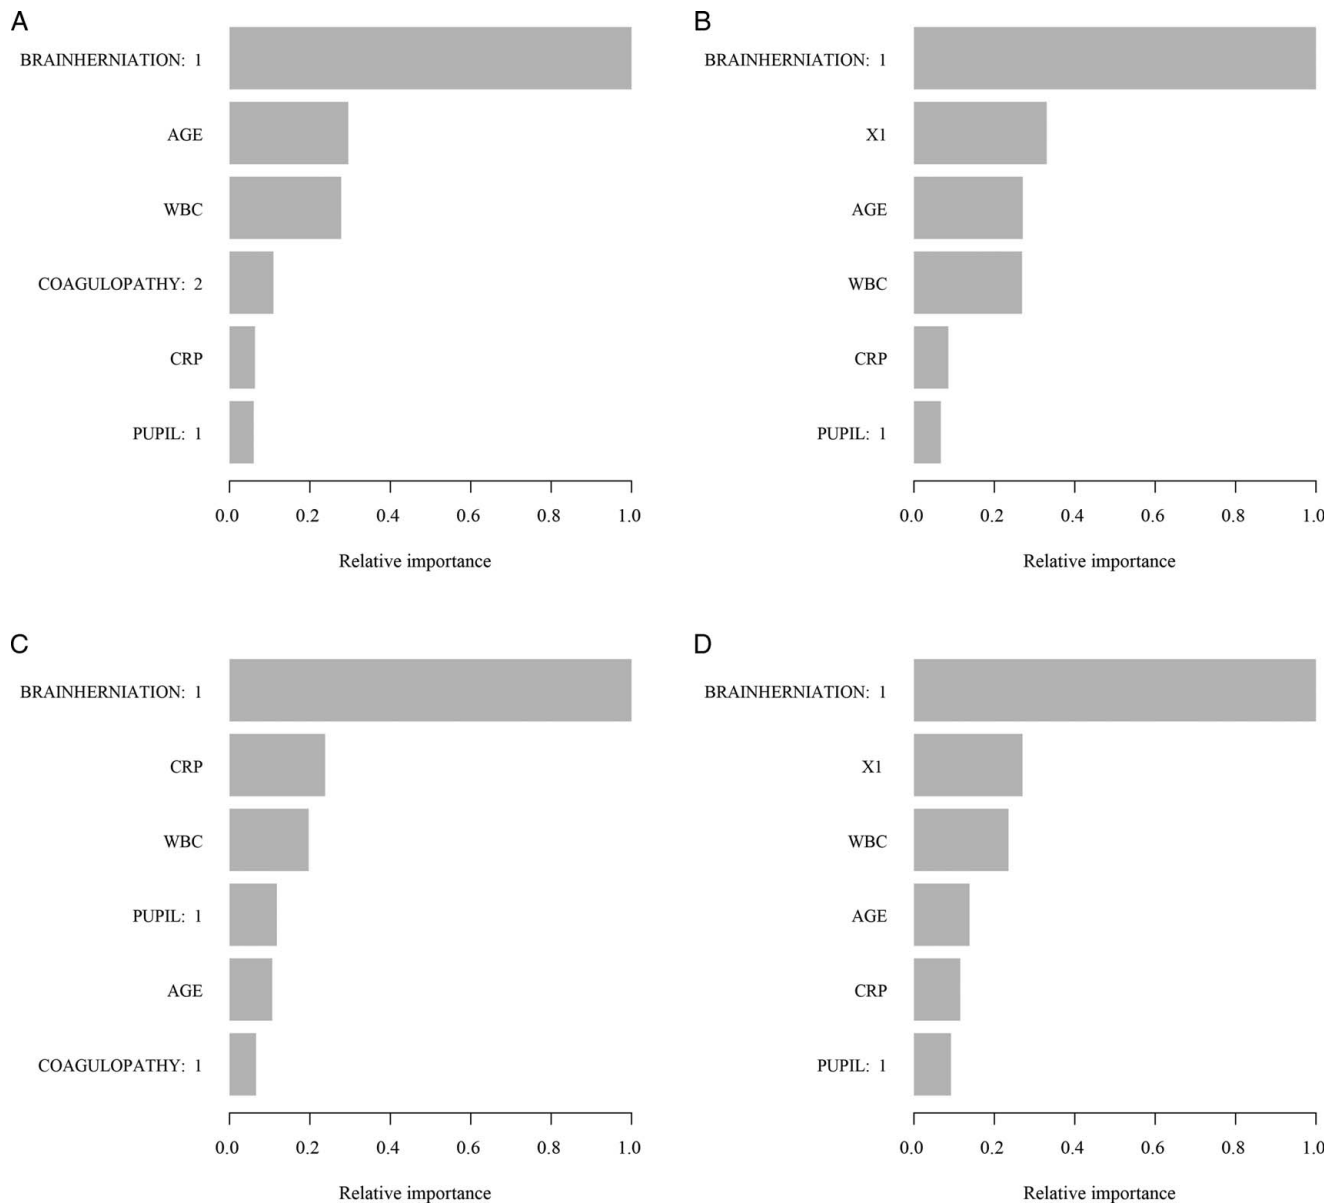 A
BRAINHERNIATION: 1
AGE
WBC
COAGULOPATHY: 2
CRP
PUPIL: 1
0.0 0.2 0.4 0.6 0.8 1.0
Relative importance
B
BRAINHERNIATION: 1
X1
AGE
WBC
CRP
PUPIL: 1
0.0 0.2 0.4 0.6 0.8 1.0
Relative importance
C
BRAINHERNIATION: 1
CRP
WBC
PUPIL: 1
AGE
COAGULOPATHY: 1
0.0 0.2 0.4 0.6 0.8 1.0
Relative importance
D
BRAINHERNIATION: 1
X1
WBC
AGE
CRP
PUPIL: 1
0.0 0.2 0.4 0.6 0.8 1.0
Relative importance